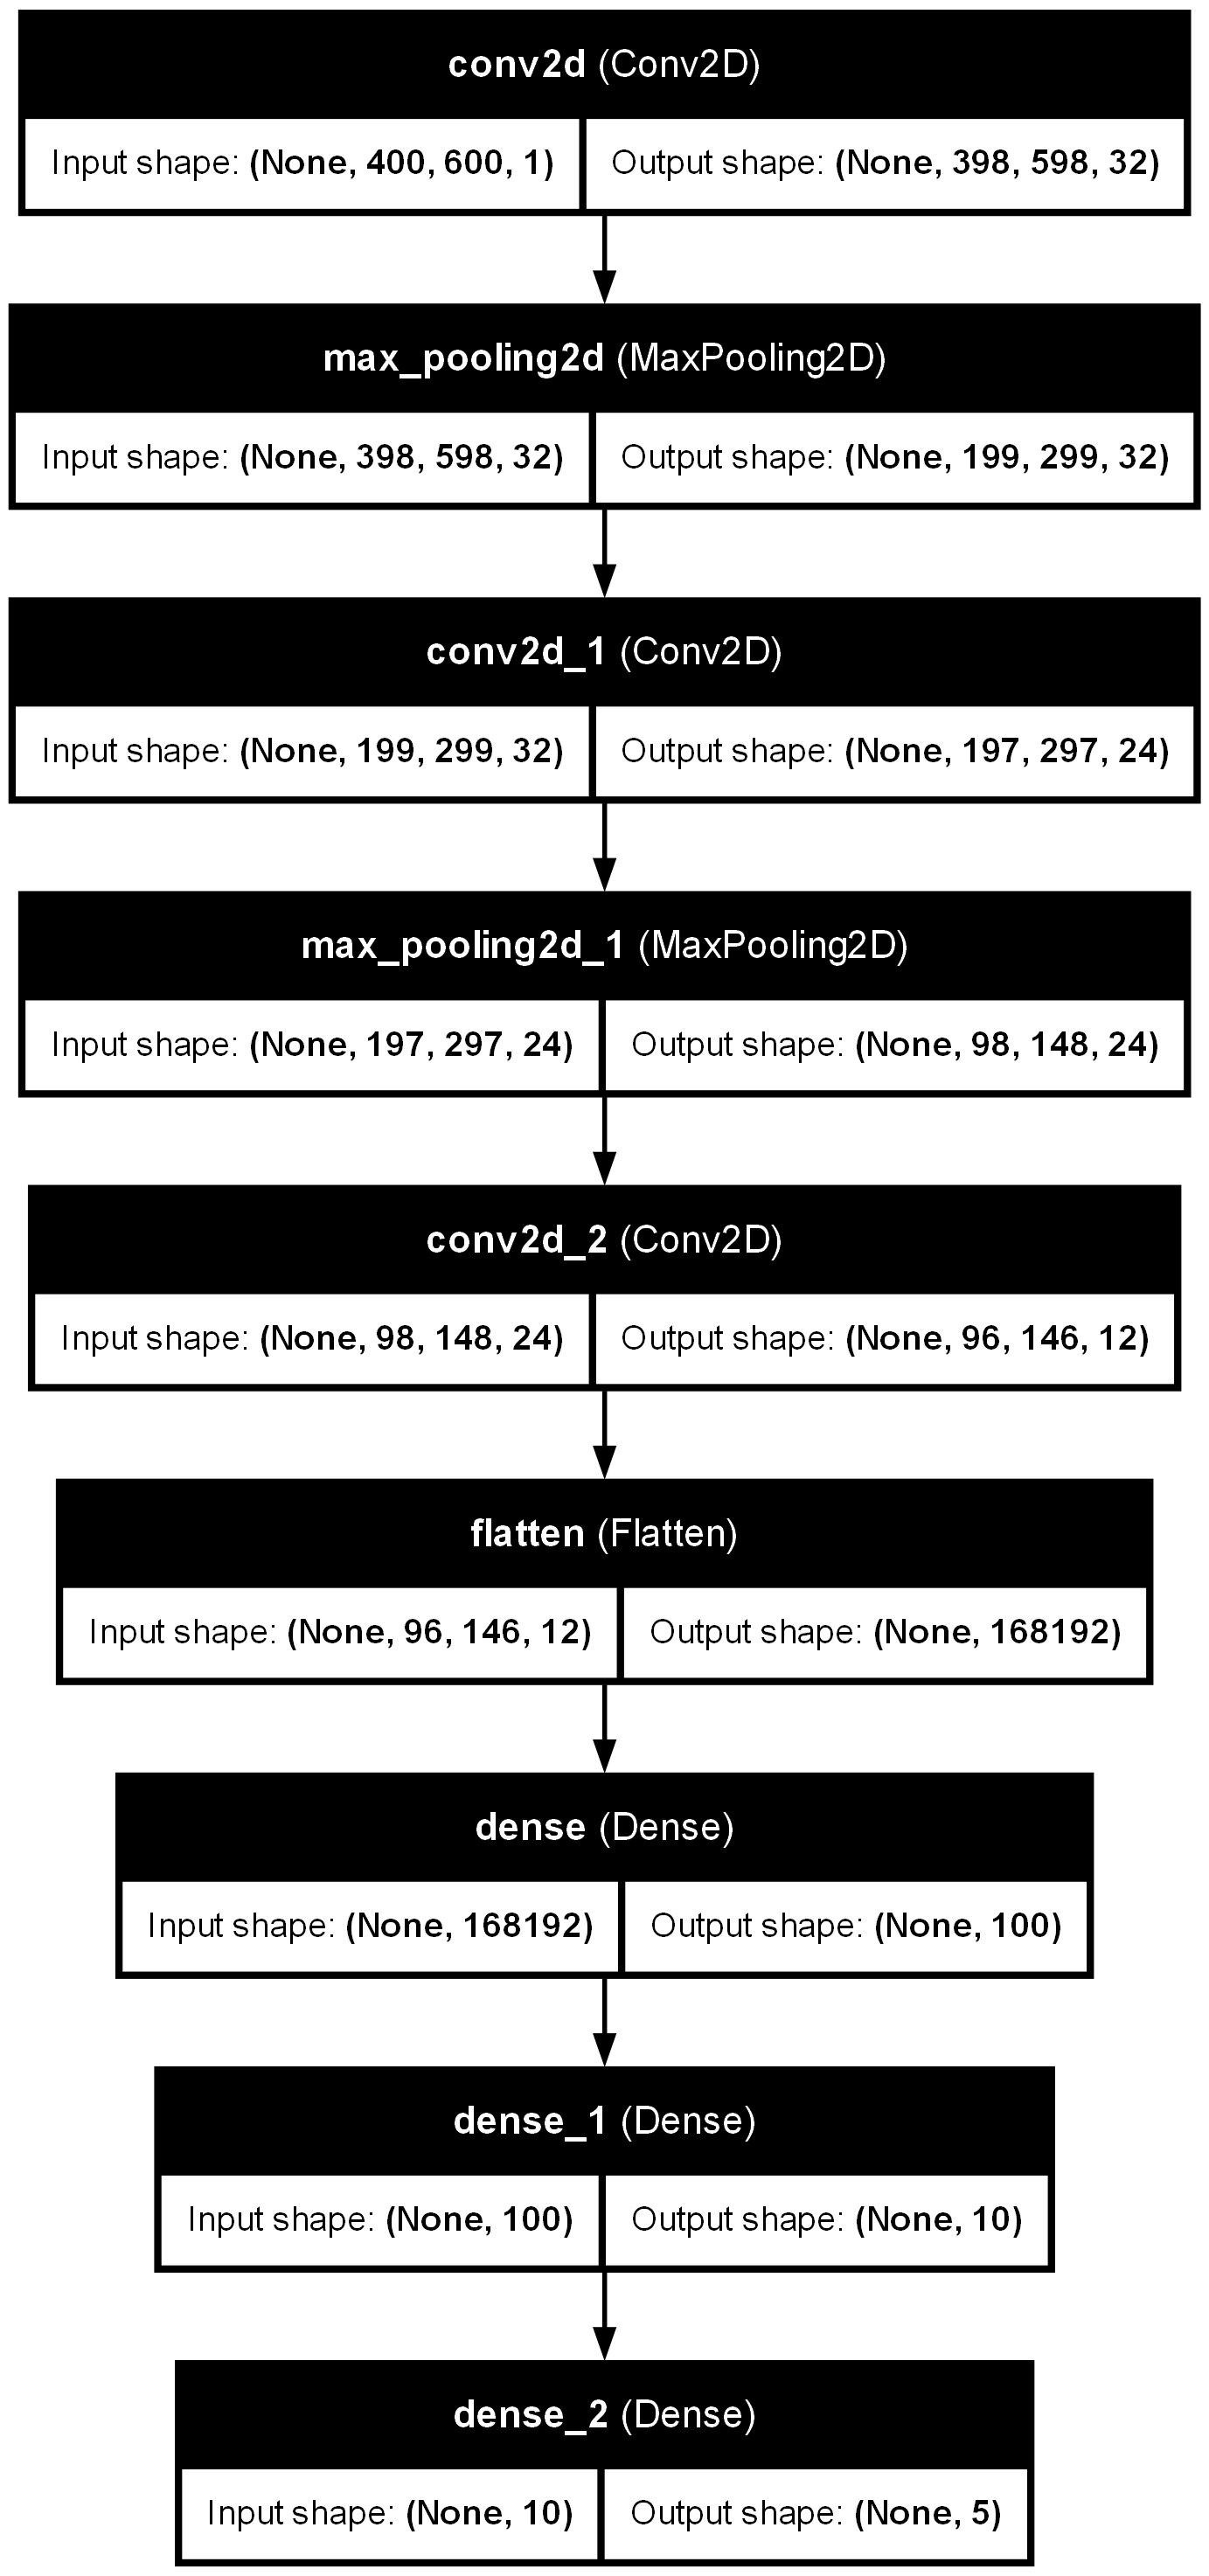 conv2d (Conv2D)
Input shape: (None, 400, 600, 1) Output shape: (None, 398, 598, 32)
max_pooling2d (MaxPooling2D)
Input shape: (None, 398, 598, 32) Output shape: (None, 199, 299, 32)
conv2d_1 (Conv2D)
Input shape: (None, 199, 299, 32) Output shape: (None, 197, 297, 24)
max_pooling2d_1 (MaxPooling2D)
Input shape: (None, 197, 297, 24) Output shape: (None, 98, 148, 24)
conv2d_2 (Conv2D)
Input shape: (None, 98, 148, 24) Output shape: (None, 96, 146, 12)
flatten (Flatten)
Input shape: (None, 96, 146, 12) Output shape: (None, 168192)
dense (Dense)
Input shape: (None, 168192) Output shape: (None, 100)
dense_1 (Dense)
Input shape: (None, 100) Output shape: (None, 10)
dense_2 (Dense)
Input shape: (None, 10) Output shape: (None, 5)